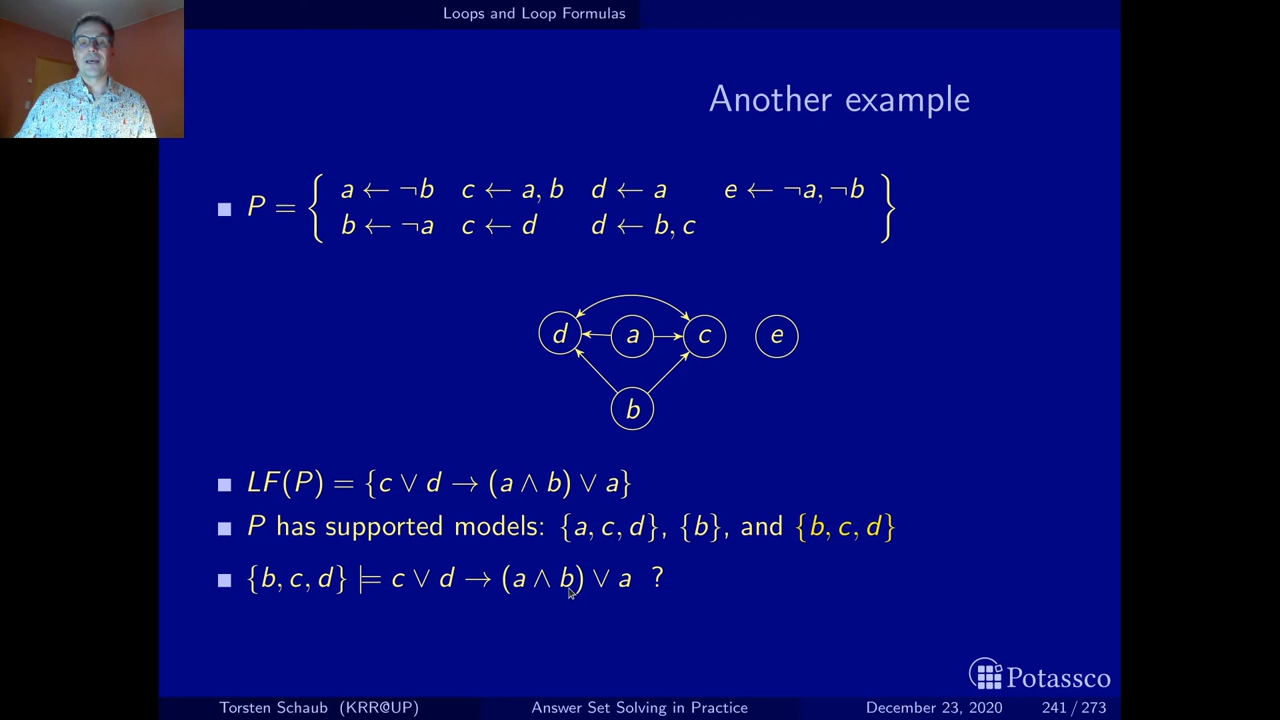 Loops and Loop Formulas
Another example
P = { a ← ¬b c ← a, b d ← a e ← ¬a, ¬b
b ← ¬a c ← d d ← b, c }
d a c e
b
LF(P) = {c ∨ d → (a ∧ b) ∨ a}
P has supported models: {a, c, d}, {b}, and {b, c, d}
{b, c, d} ⊨ c ∨ d → (a ∧ b) ∨ a ?
Potassco
Torsten Schaub (KRR@UP) Answer Set Solving in Practice December 23, 2020 241 / 273